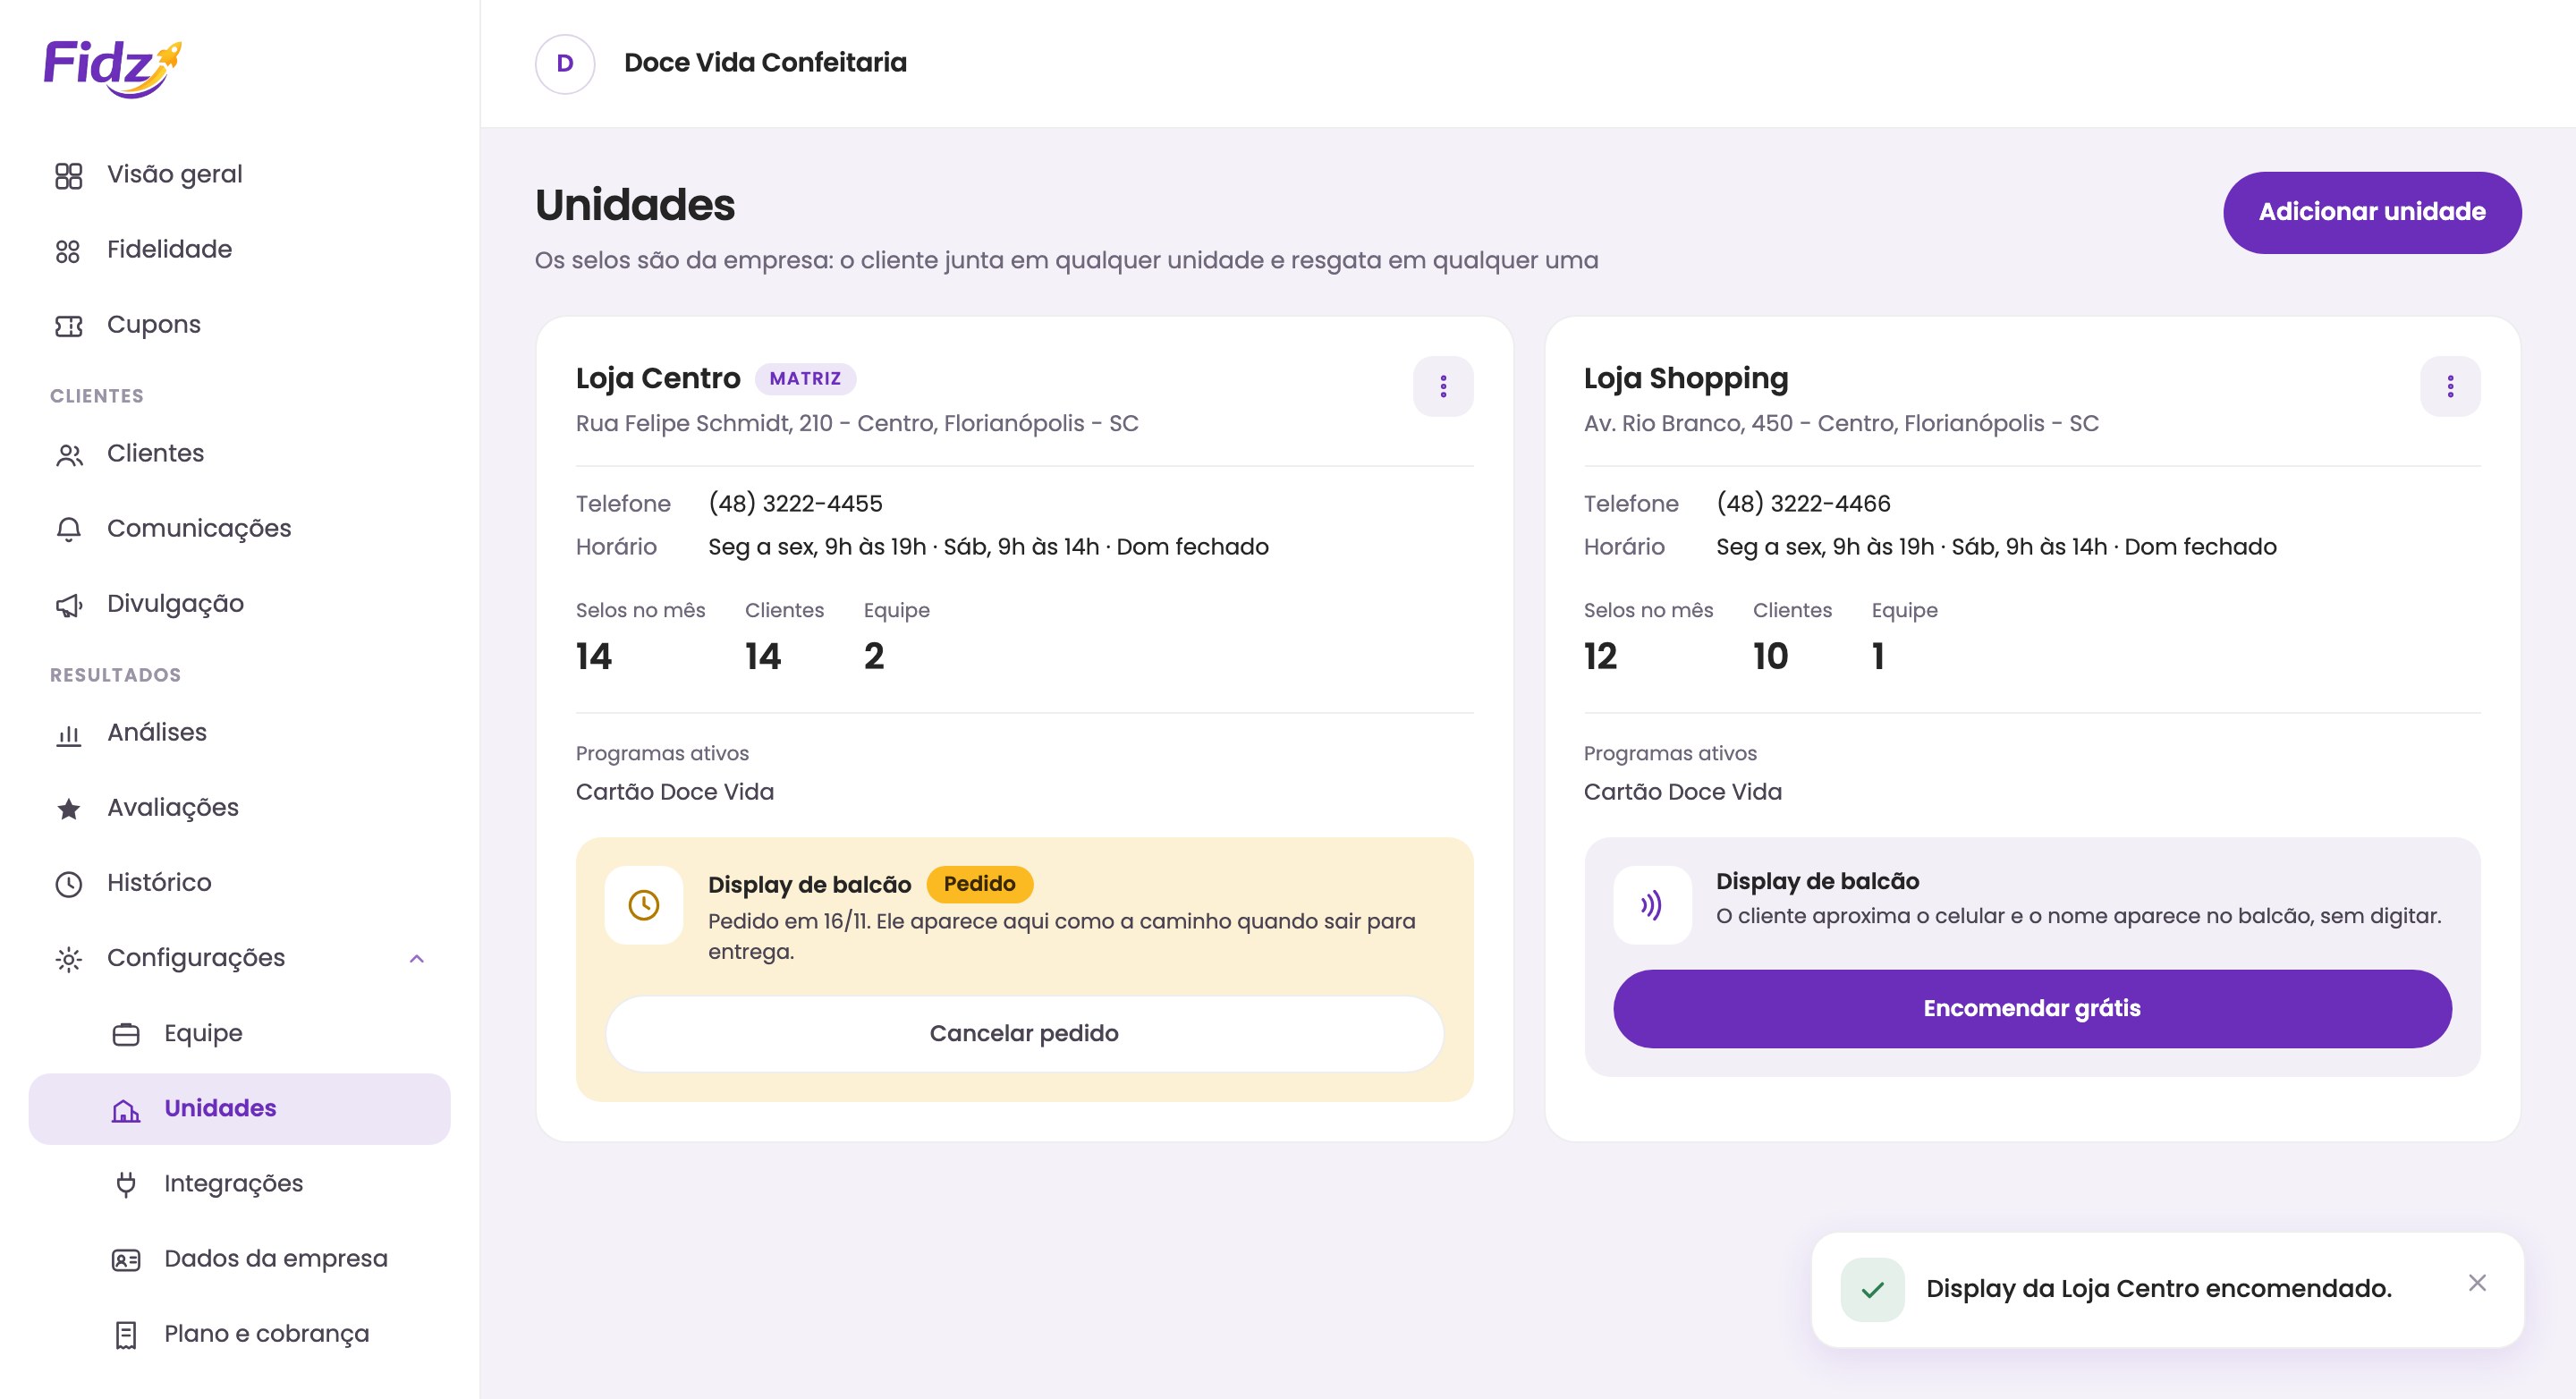 Fidz
Visão geral
Fidelidade
Cupons
CLIENTES
Clientes
Comunicações
Divulgação
RESULTADOS
Análises
Avaliações
Histórico
Configurações
Equipe
Unidades
Integrações
Dados da empresa
Plano e cobrança
D
Doce Vida Confeitaria
Unidades
Os selos são da empresa: o cliente junta em qualquer unidade e resgata em qualquer uma
Adicionar unidade
Loja Centro MATRIZ
Rua Felipe Schmidt, 210 - Centro, Florianópolis - SC
Telefone (48) 3222-4455
Horário Seg a sex, 9h às 19h · Sáb, 9h às 14h · Dom fechado
Selos no mês Clientes Equipe
14 14 2
Programas ativos
Cartão Doce Vida
Display de balcão Pedido
Pedido em 16/11. Ele aparece aqui como a caminho quando sair para
entrega.
Cancelar pedido
Loja Shopping
Av. Rio Branco, 450 - Centro, Florianópolis - SC
Telefone (48) 3222-4466
Horário Seg a sex, 9h às 19h · Sáb, 9h às 14h · Dom fechado
Selos no mês Clientes Equipe
12 10 1
Programas ativos
Cartão Doce Vida
Display de balcão
O cliente aproxima o celular e o nome aparece no balcão, sem digitar.
Encomendar grátis
Display da Loja Centro encomendado.